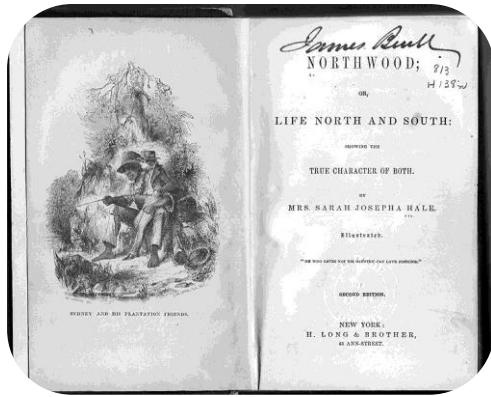 SYDNEY AND HIS PLANTATION FRIENDS.
James Buell
NORTHWOOD;
813
H138n
OR,
LIFE NORTH AND SOUTH:
SHOWING THE
TRUE CHARACTER OF BOTH.
BY
MRS. SARAH JOSEPHA HALE.
Illustrated.
"HE WHO LOVES NOT HIS COUNTRY CAN LOVE NOTHING."
SECOND EDITION.
NEW YORK:
H. LONG & BROTHER,
43 ANN-STREET.